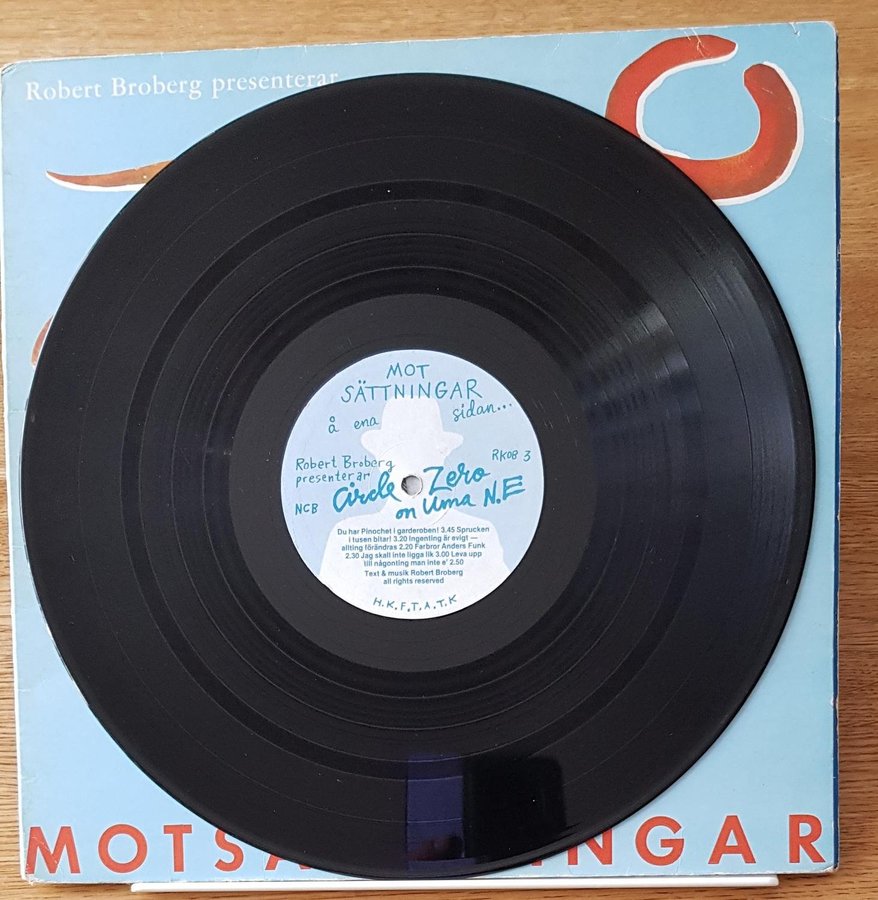 Robert Broberg presenterar
MOT
SÄTTNINGAR
å ena sidan...
Robert Broberg
presenterar
RKOB 3
Circle Zero
NCB
on Uma N.E
Du har Pinochet i garderoben! 3.45 Sprucken
i tusen bitar! 3.20 Ingenting är evigt —
allting förändras 2.20 Farbror Anders Funk
2.30 Jag skall inte ligga lik 3.00 Leva upp
till någonting man inte e' 2.50
Text & musik Robert Broberg
all rights reserved
H.K.F.T.A.T.K
MOTSA NGAR